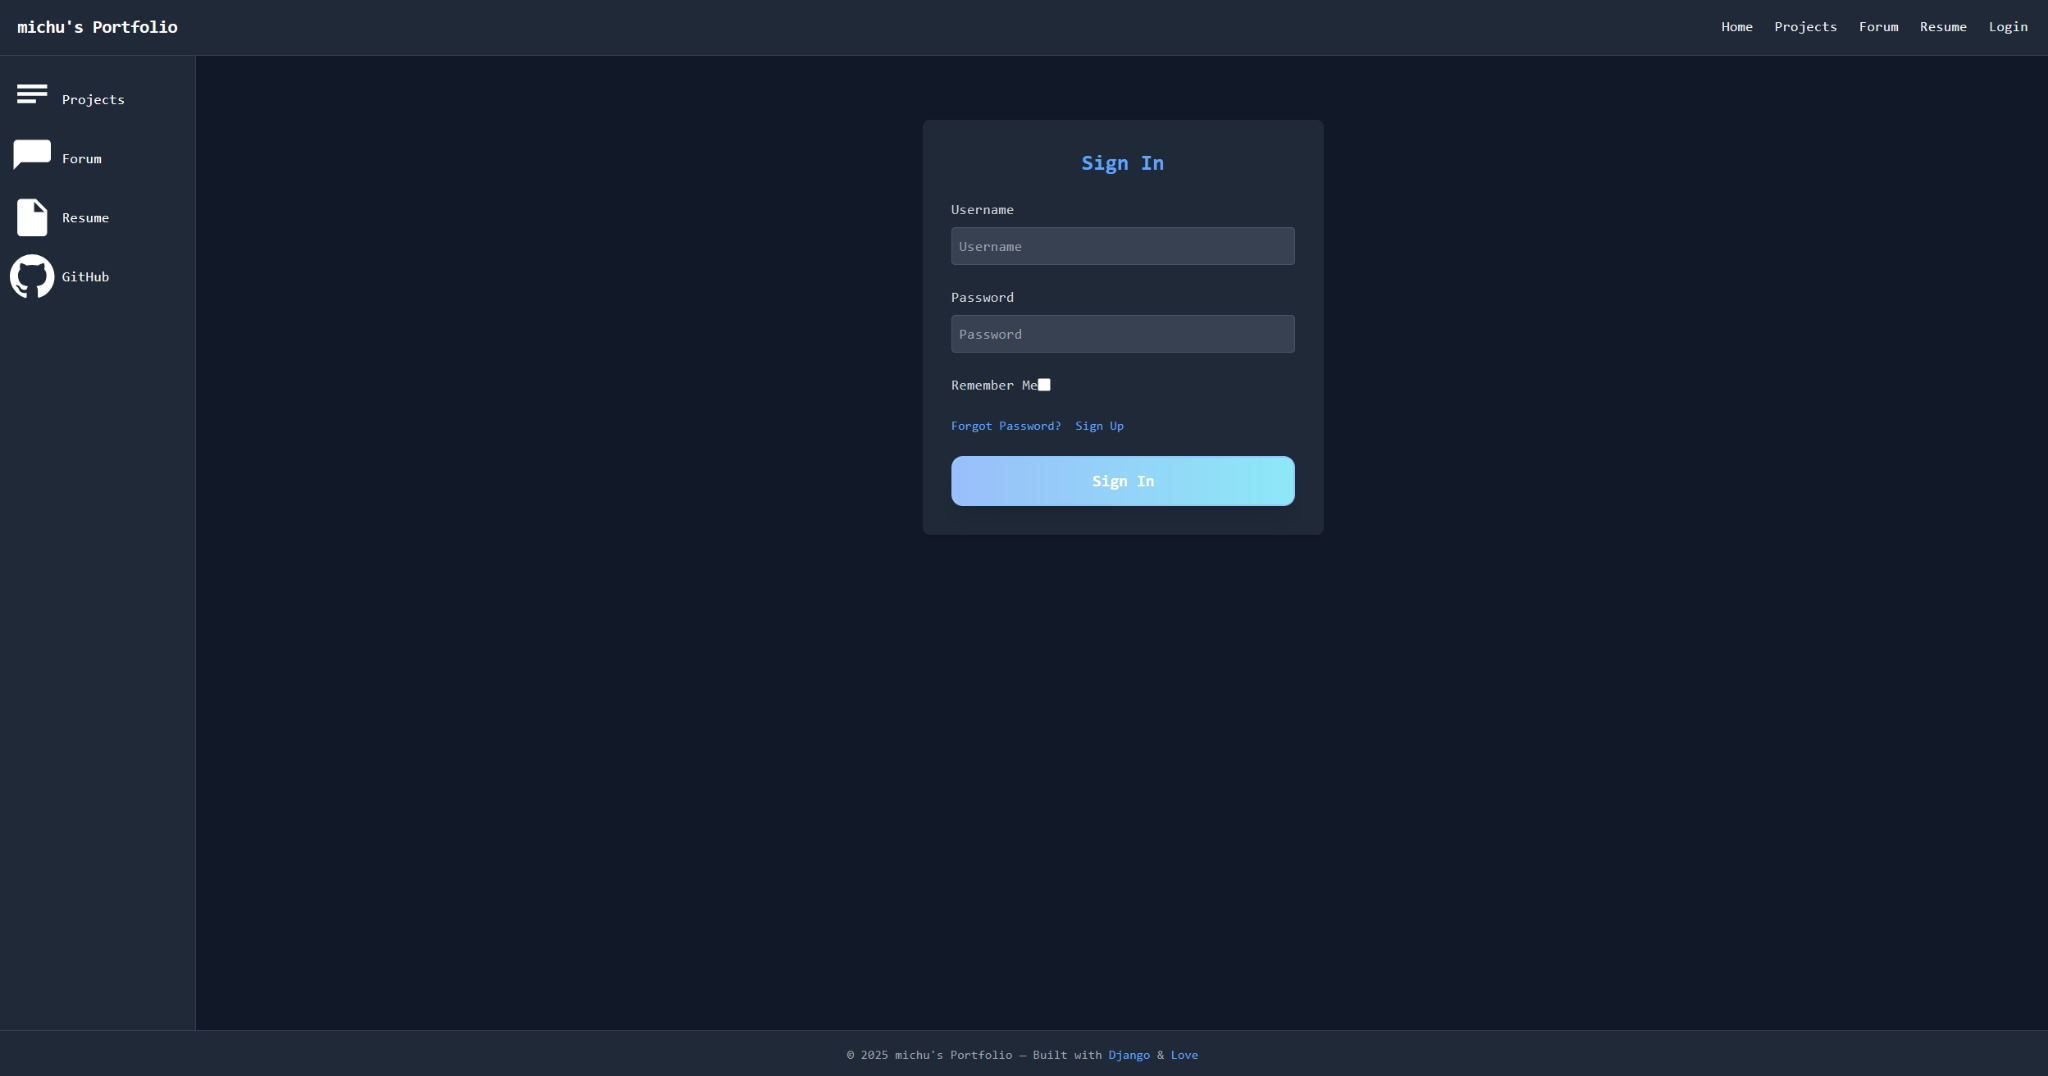 michu's Portfolio
Home Projects Forum Resume Login
Projects
Forum
Resume
GitHub
Sign In
Username
Username
Password
Password
Remember Me
Forgot Password? Sign Up
Sign In
© 2025 michu's Portfolio — Built with Django & Love